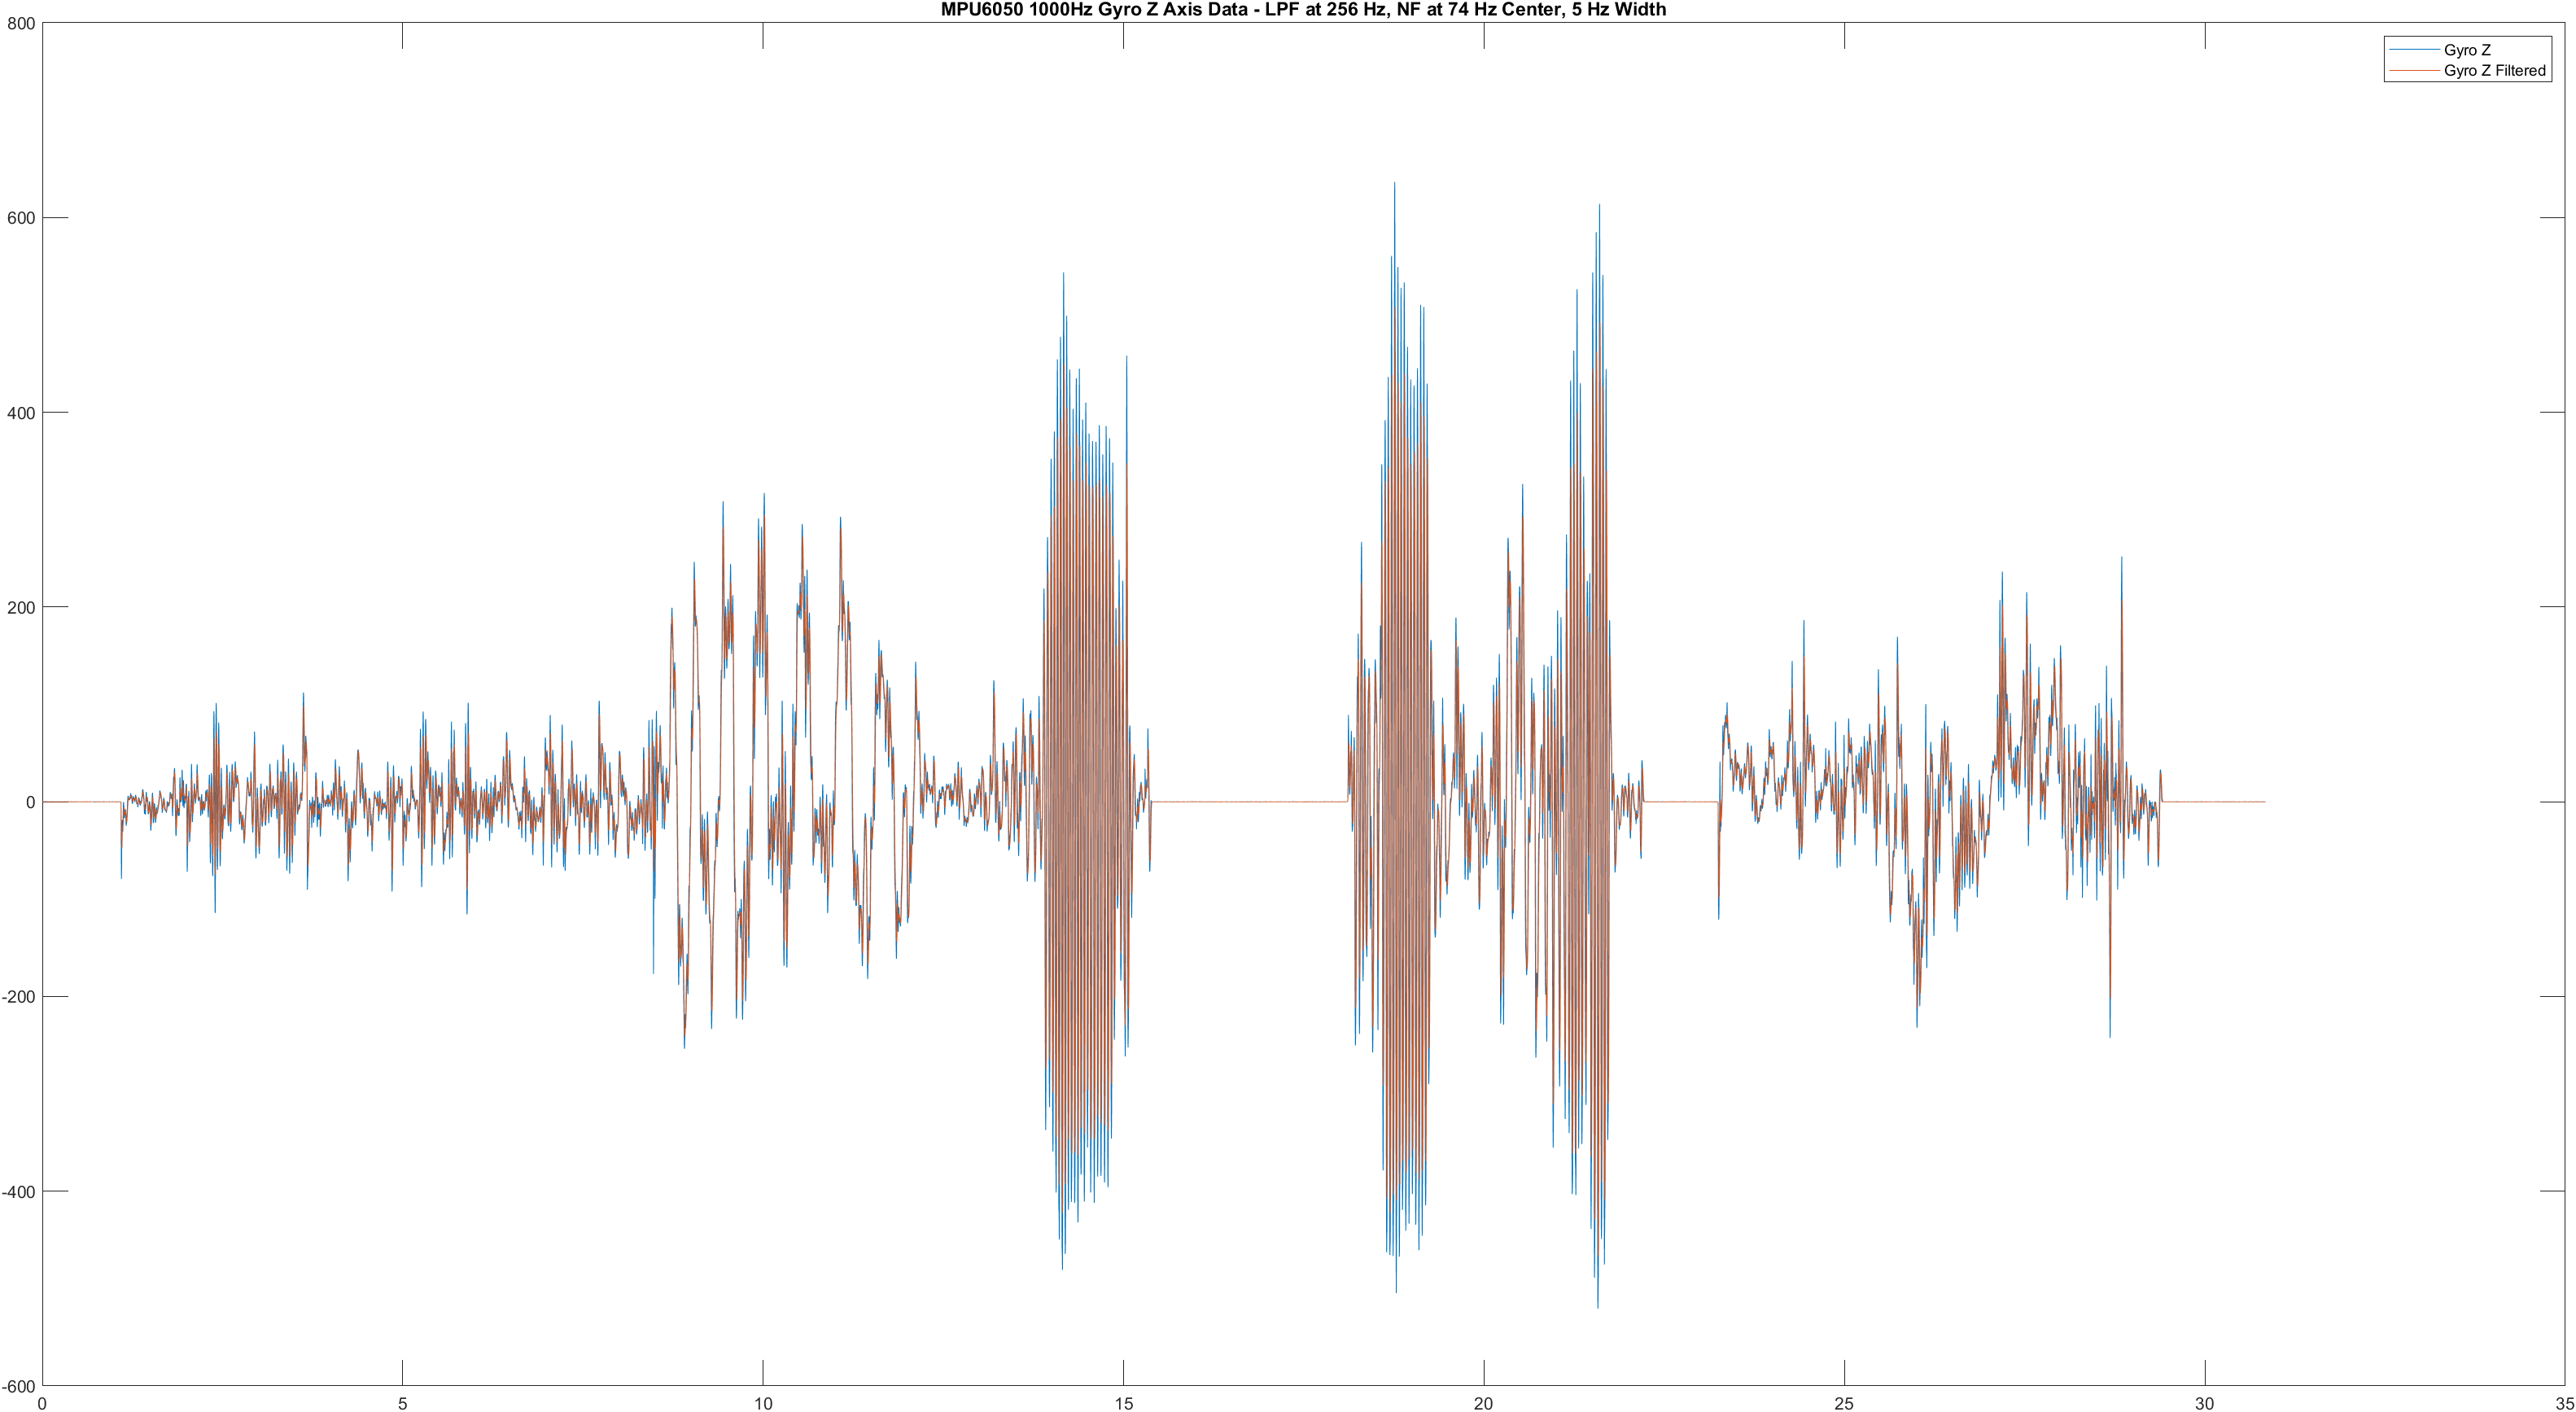 MPU6050 1000Hz Gyro Z Axis Data - LPF at 256 Hz, NF at 74 Hz Center, 5 Hz Width
800
Gyro Z
Gyro Z Filtered
600
400
200
0
-200
-400
-600
0 5 10 15 20 25 30 35